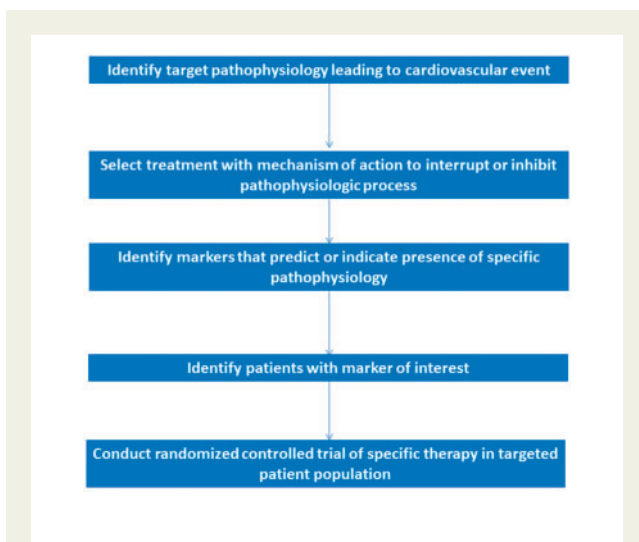 Identify target pathophysiology leading to cardiovascular event
Select treatment with mechanism of action to interrupt or inhibit
pathophysiologic process
Identify markers that predict or indicate presence of specific
pathophysiology
Identify patients with marker of interest
Conduct randomized controlled trial of specific therapy in targeted
patient population